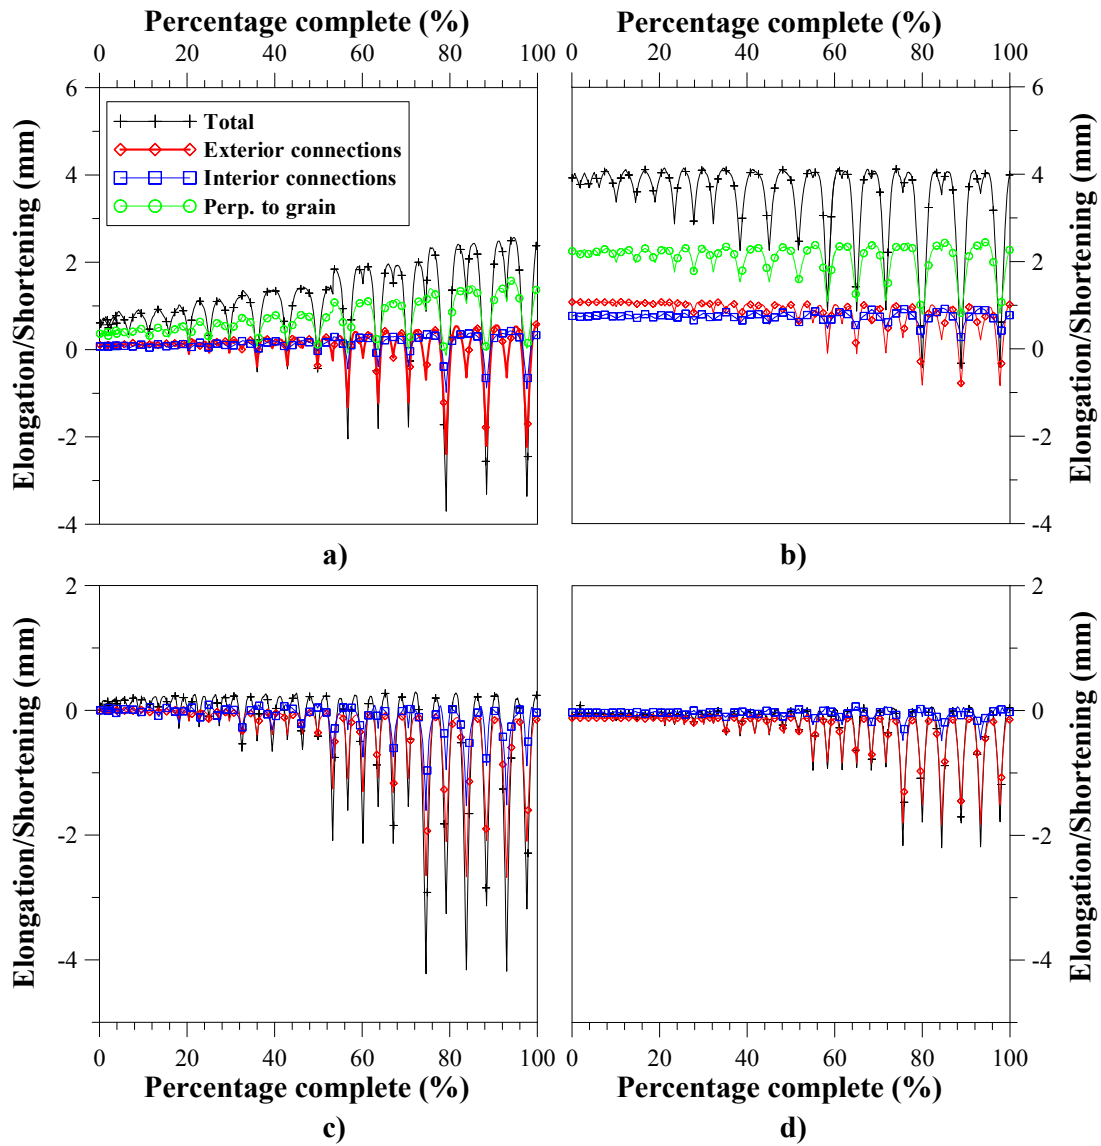 Percentage complete (%) Percentage complete (%)
0 20 40 60 80 100 0 20 40 60 80 100
6 6
Total
Exterior connections
Interior connections
Perp. to grain
4 4
2 2
0 0
-2 -2
-4 -4
Elongation/Shortening (mm) Elongation/Shortening (mm)
a) b)
2 2
0 0
-2 -2
-4 -4
Elongation/Shortening (mm) Elongation/Shortening (mm)
0 20 40 60 80 100 0 20 40 60 80 100
Percentage complete (%) Percentage complete (%)
c) d)